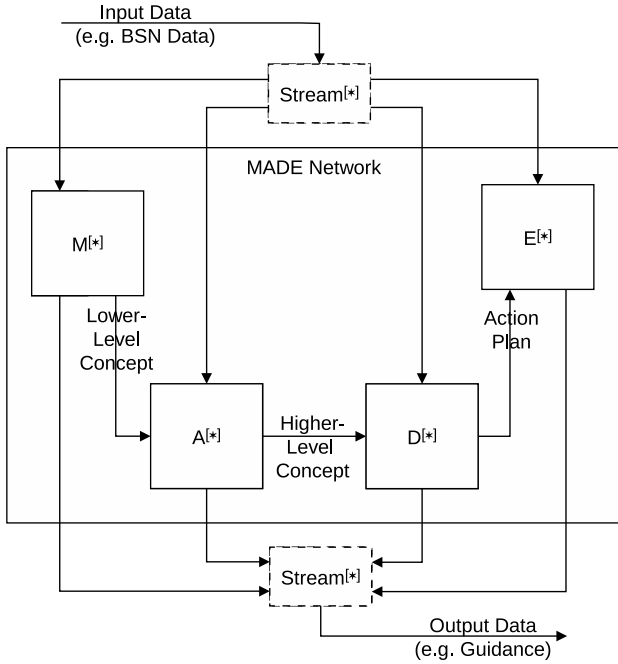 Input Data
(e.g. BSN Data)
Stream[*]
MADE Network
M[*]
E[*]
Lower-
Level
Concept
Action
Plan
A[*]
Higher-
Level
Concept
D[*]
Stream[*]
Output Data
(e.g. Guidance)